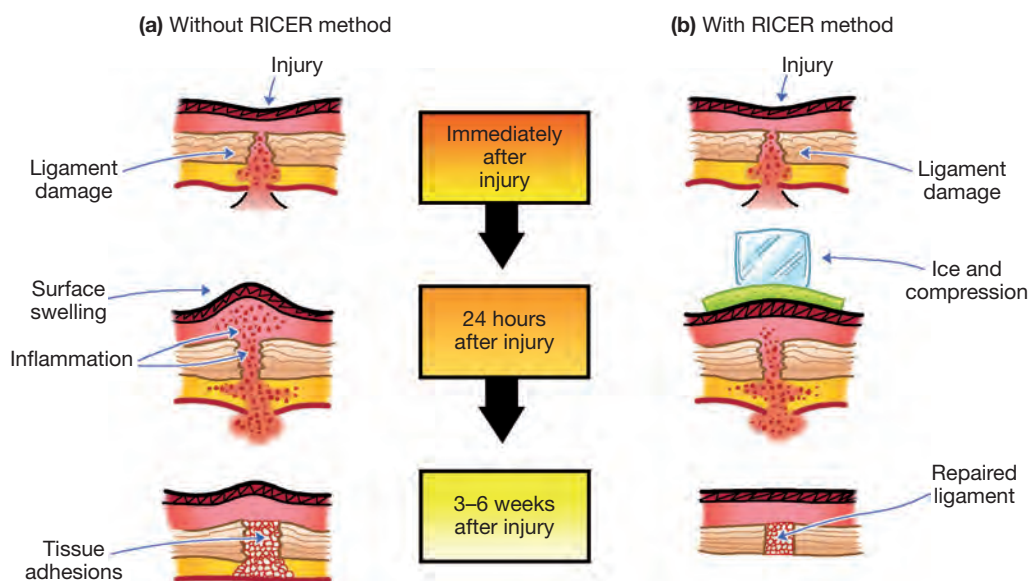 (a) Without RICER method
(b) With RICER method
Injury
Injury
Ligament
damage
Immediately
after
injury
Ligament
damage
Surface
swelling
Inflammation
24 hours
after injury
Ice and
compression
Tissue
adhesions
3–6 weeks
after injury
Repaired
ligament